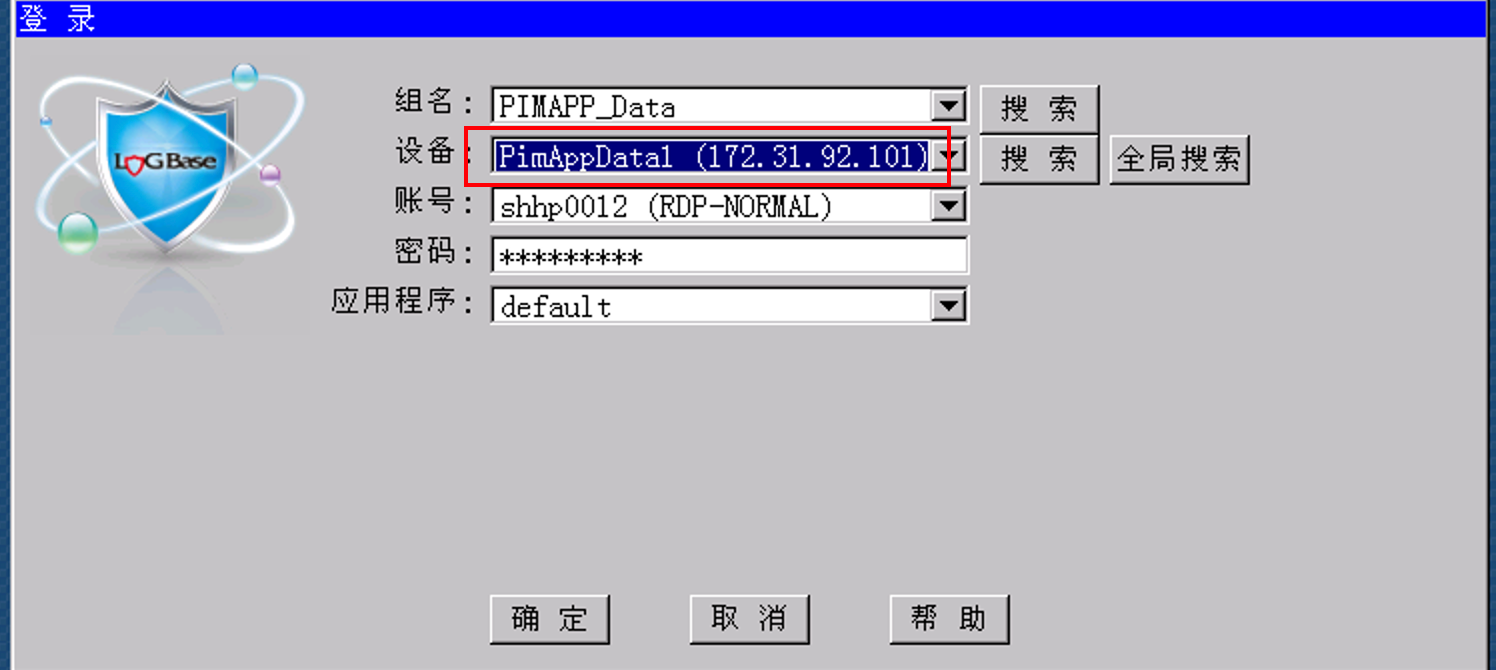 登 录
LOGBase
组名： PIMAPP_Data 搜 索
设备： PimAppData1 (172.31.92.101) 搜 索 全局搜索
账号： shhp0012 (RDP-NORMAL)
密码： *********
应用程序： default
确 定 取 消 帮 助